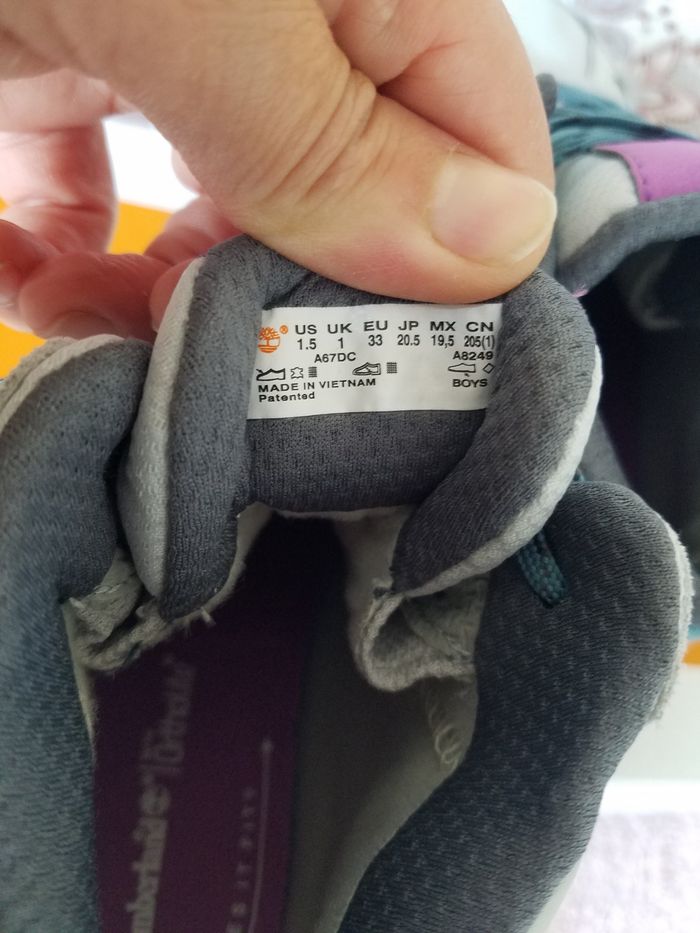 ® US UK EU JP MX CN
1.5 1 33 20.5 19,5 205(1)
A67DC A8249
MADE IN VIETNAM BOYS
Patented
Ortholite